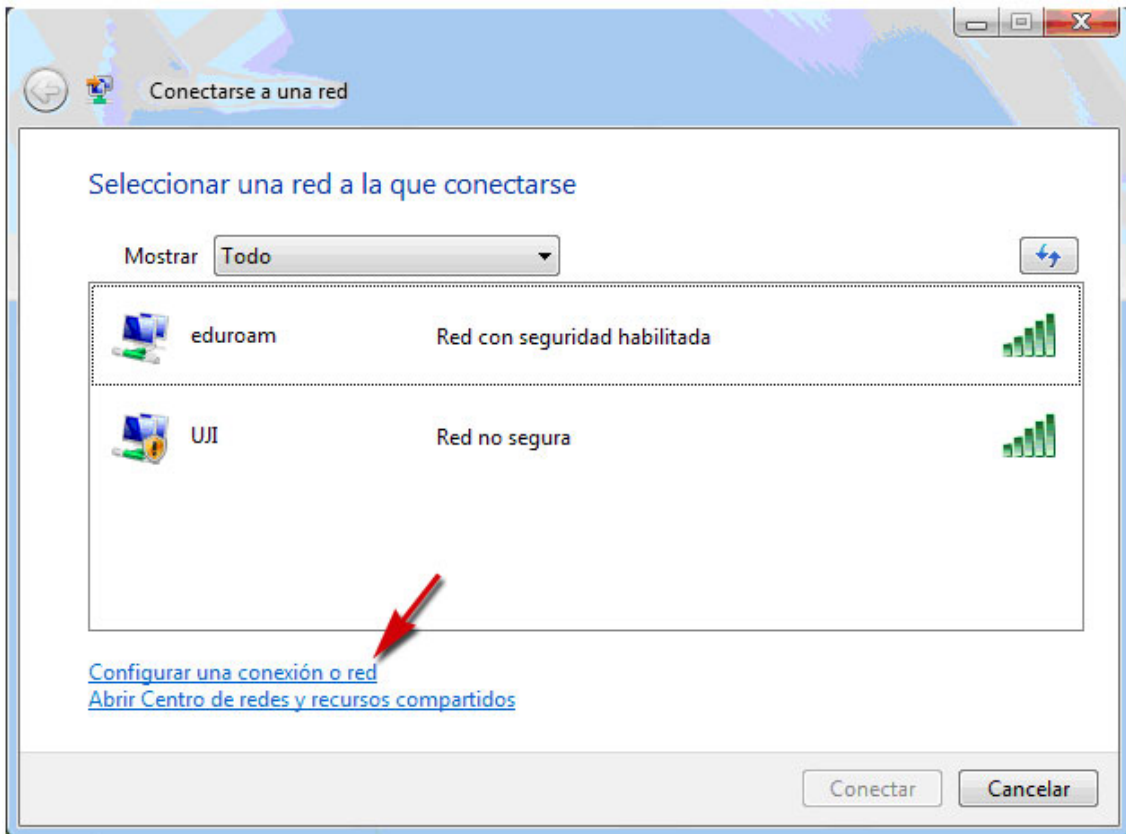 Conectarse a una red
Seleccionar una red a la que conectarse
Mostrar Todo
eduroam Red con seguridad habilitada
UJI Red no segura
Configurar una conexión o red
Abrir Centro de redes y recursos compartidos
Conectar Cancelar